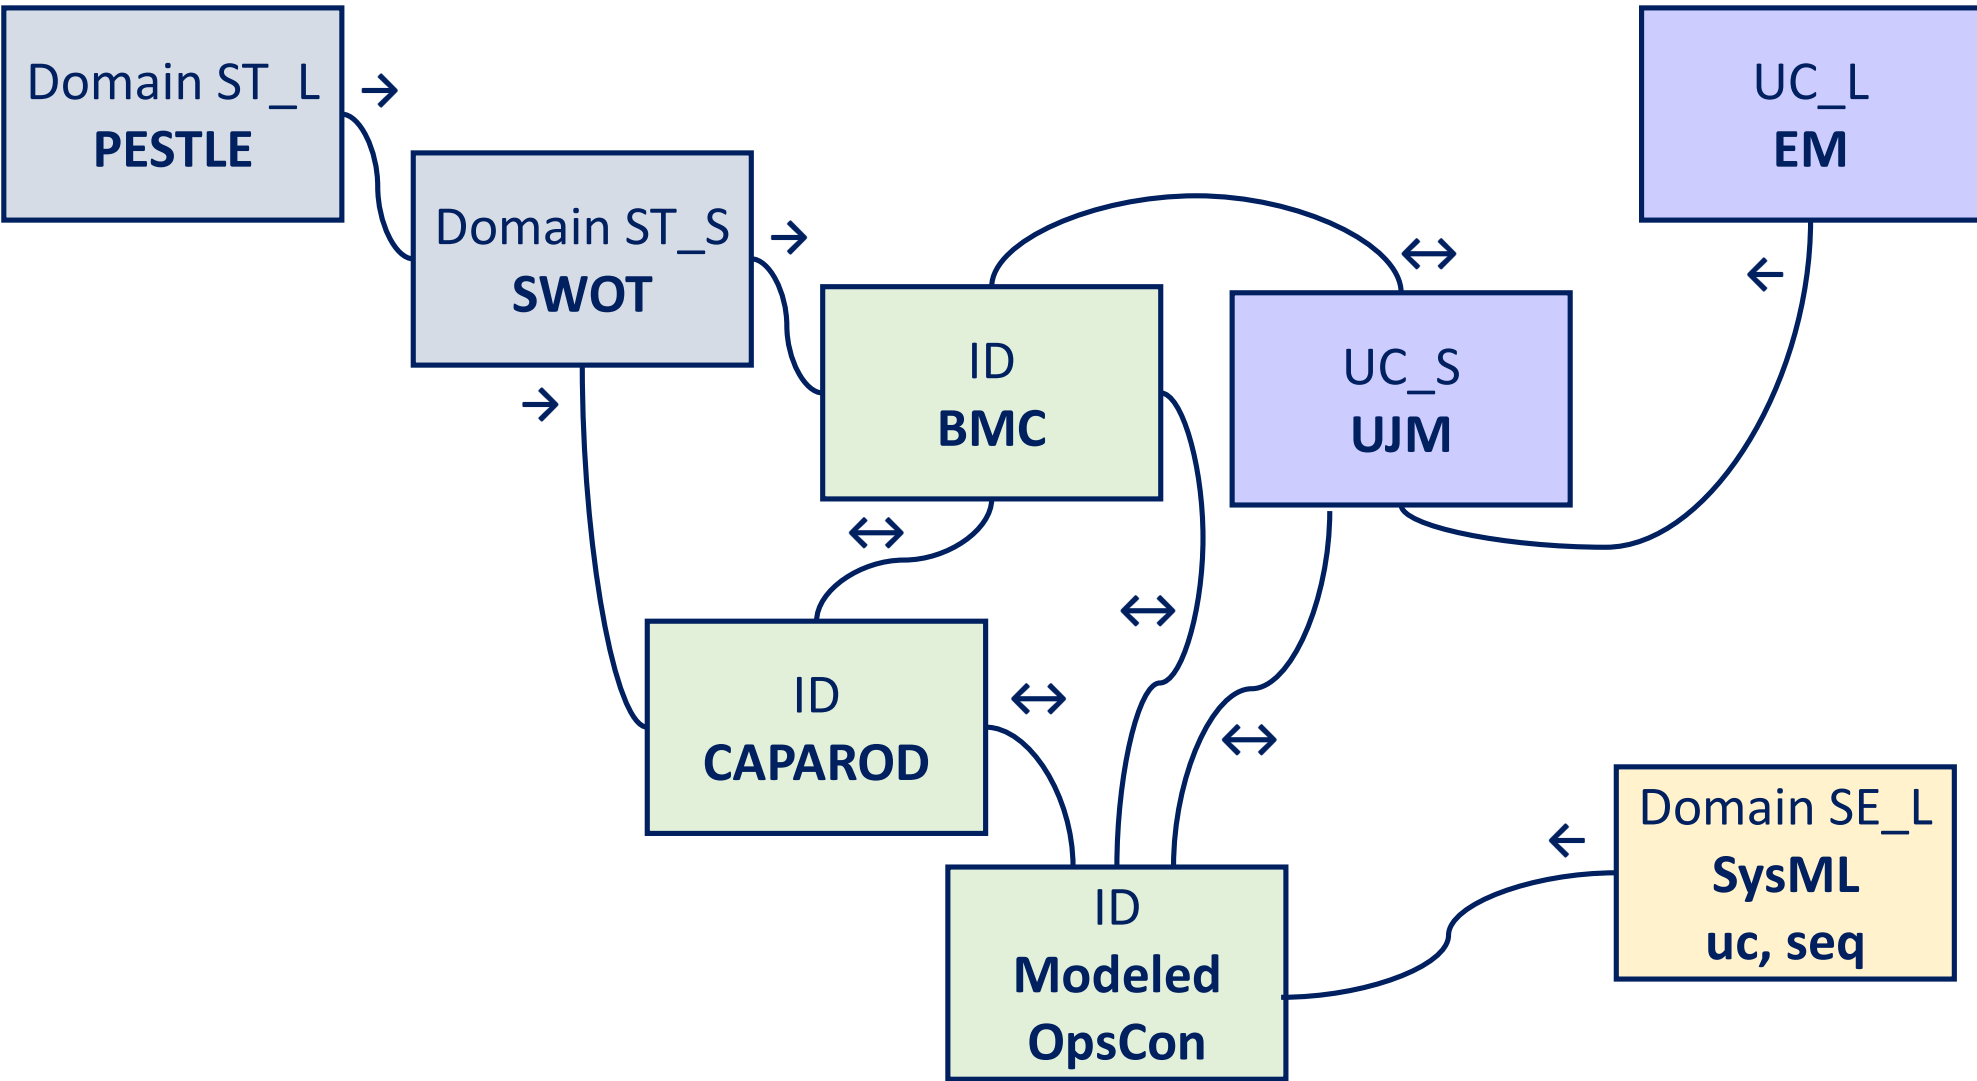 Domain ST_L
PESTLE
UC_L
EM
Domain ST_S
SWOT
ID
BMC
UC_S
UJM
ID
CAPAROD
Domain SE_L
SysML
uc, seq
ID
Modeled
OpsCon